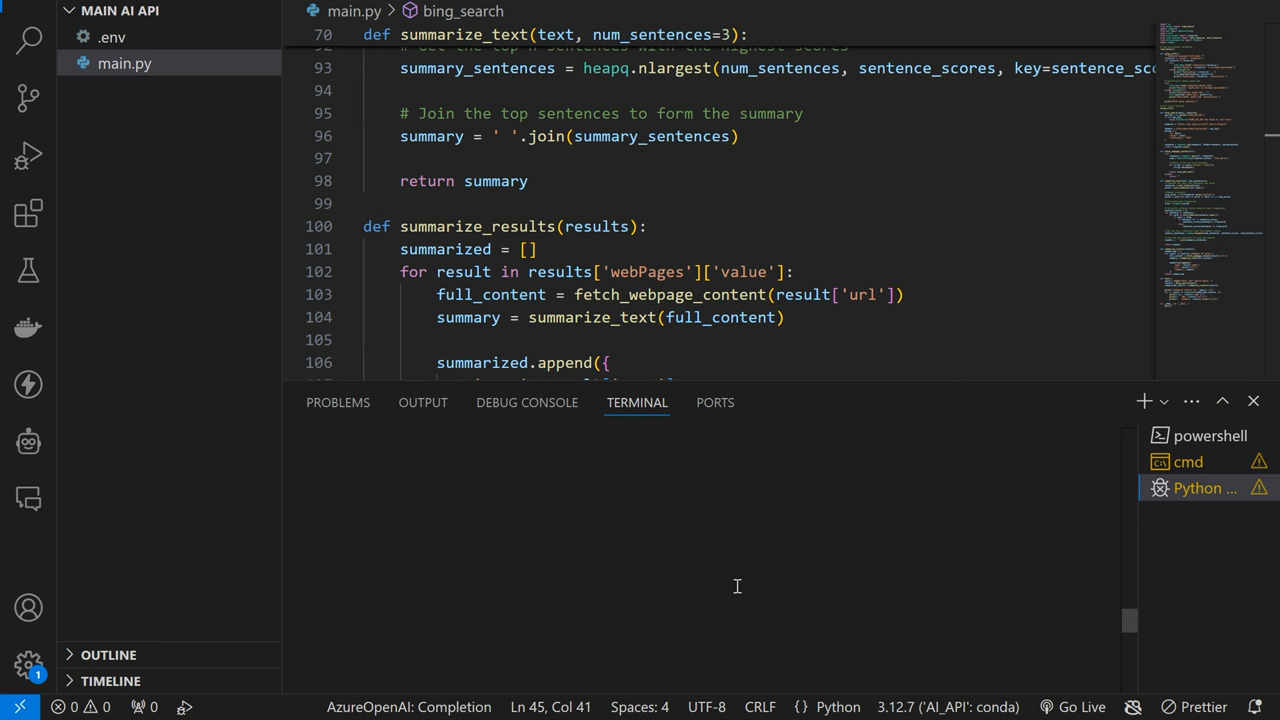 MAIN AI API
.env
main.py
main.py > bing_search
70 def summarize_text(text, num_sentences=3):
93 summary_sentences = heapq.nlargest(num_sentences, sentence_scores, key=sentence_sco
94
95 # Join the top sentences to form the summary
96 summary = ' '.join(summary_sentences)
97
98 return summary
99
100 def summarize_results(results):
101 summarized = []
102 for result in results['webPages']['value']:
103 full_content = fetch_webpage_content(result['url'])
104 summary = summarize_text(full_content)
105
106 summarized.append({
PROBLEMS OUTPUT DEBUG CONSOLE TERMINAL PORTS
powershell
cmd
Python ...
OUTLINE
TIMELINE
1
0 0 0 AzureOpenAI: Completion Ln 45, Col 41 Spaces: 4 UTF-8 CRLF {} Python 3.12.7 ('AI_API': conda) Go Live Prettier